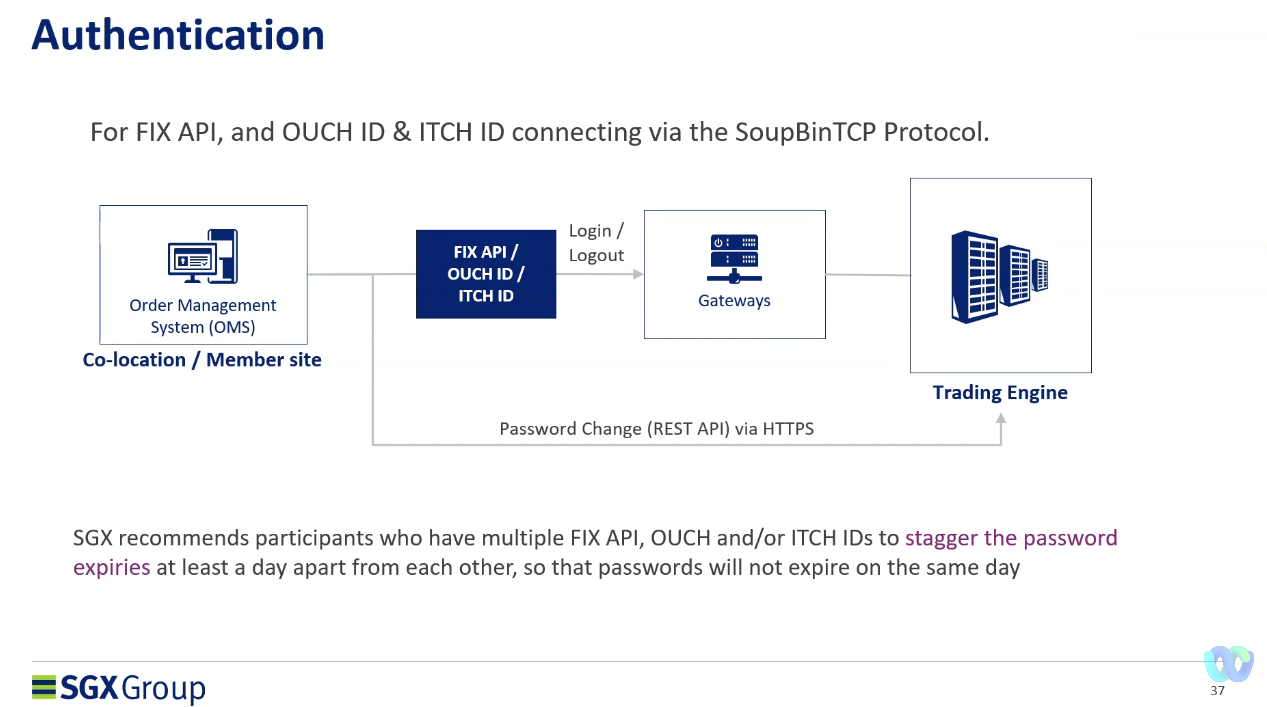 Authentication
For FIX API, and OUCH ID & ITCH ID connecting via the SoupBinTCP Protocol.
Order Management
System (OMS)
Co-location / Member site
FIX API /
OUCH ID /
ITCH ID
Login /
Logout
Gateways
Trading Engine
Password Change (REST API) via HTTPS
SGX recommends participants who have multiple FIX API, OUCH and/or ITCH IDs to stagger the password
expiries at least a day apart from each other, so that passwords will not expire on the same day
SGX Group
37